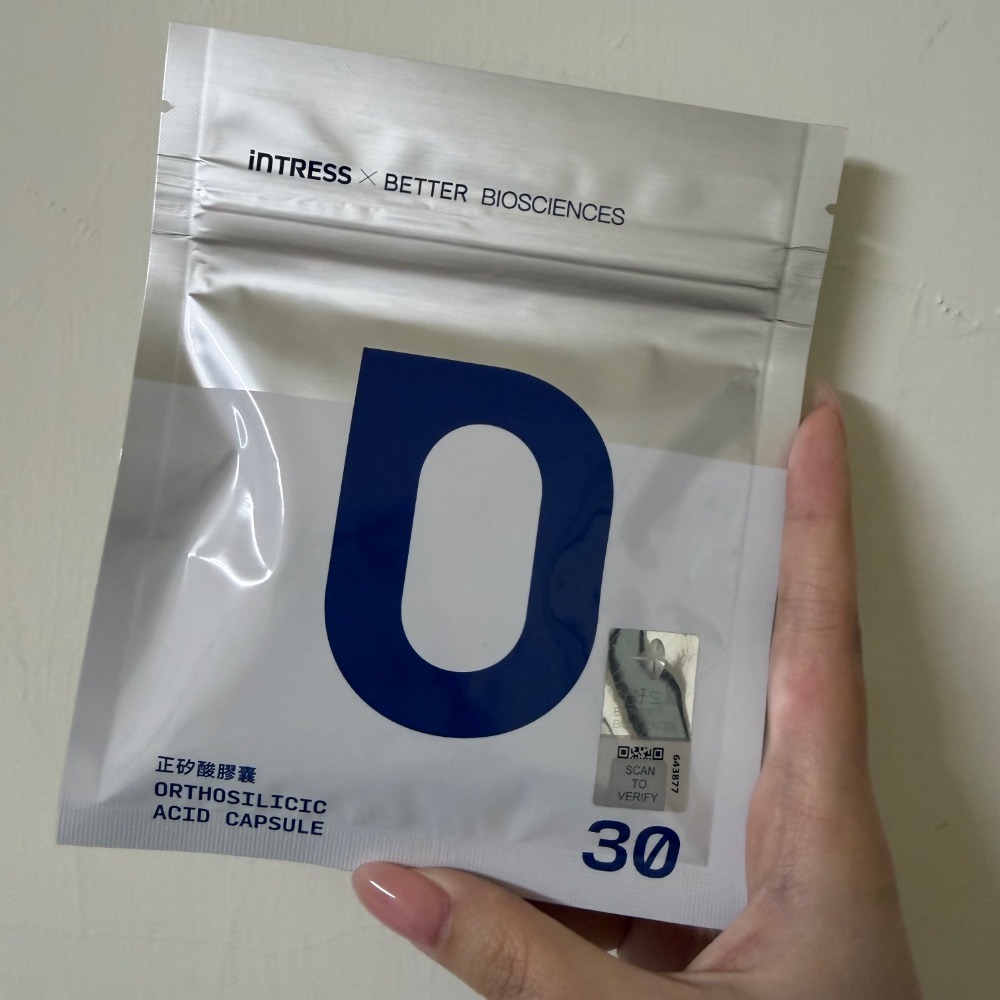 iNTRESS × BETTER BIOSCIENCES
正矽酸膠囊
ORTHOSILICIC
ACID CAPSULE
SCAN
TO
VERIFY
643877
30